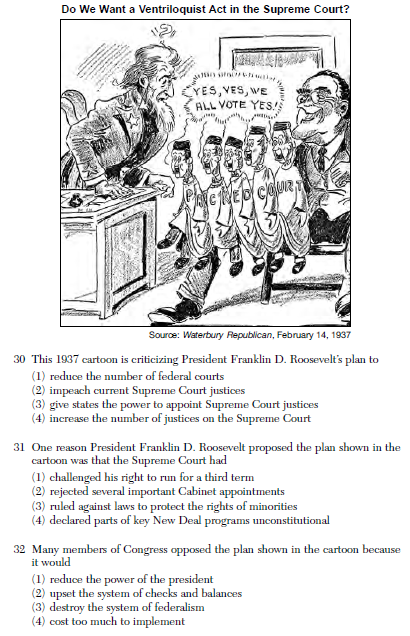 Do We Want a Ventriloquist Act in the Supreme Court?
!?
YES, YES, WE
ALL VOTE YES!
PACKED COURT
Source: Waterbury Republican, February 14, 1937
30 This 1937 cartoon is criticizing President Franklin D. Roosevelt's plan to
(1) reduce the number of federal courts
(2) impeach current Supreme Court justices
(3) give states the power to appoint Supreme Court justices
(4) increase the number of justices on the Supreme Court
31 One reason President Franklin D. Roosevelt proposed the plan shown in the
cartoon was that the Supreme Court had
(1) challenged his right to run for a third term
(2) rejected several important Cabinet appointments
(3) ruled against laws to protect the rights of minorities
(4) declared parts of key New Deal programs unconstitutional
32 Many members of Congress opposed the plan shown in the cartoon because
it would
(1) reduce the power of the president
(2) upset the system of checks and balances
(3) destroy the system of federalism
(4) cost too much to implement